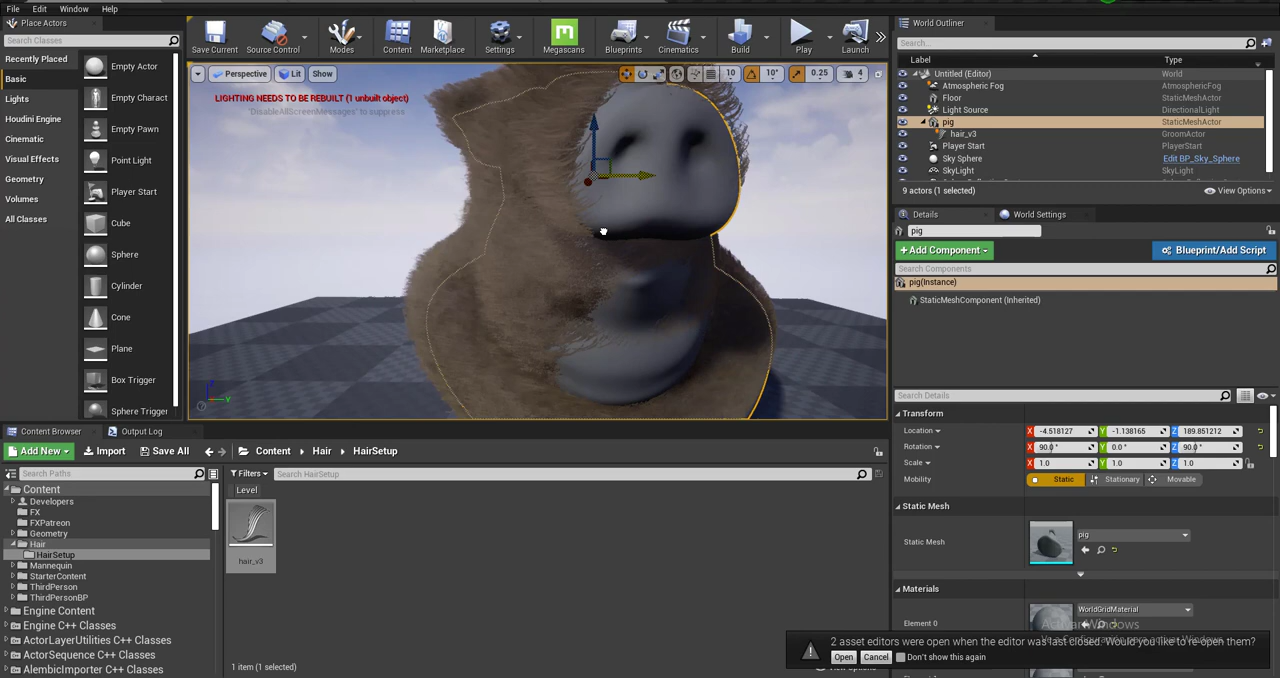 File Edit Window Help
Place Actors
Search Classes
Recently Placed
Basic
Lights
Houdini Engine
Cinematic
Visual Effects
Geometry
Volumes
All Classes
Empty Actor
Empty Charact
Empty Pawn
Point Light
Player Start
Cube
Sphere
Cylinder
Cone
Plane
Box Trigger
Sphere Trigger
Save Current
Source Control
Modes
Content
Marketplace
Settings
Megascans
Blueprints
Cinematics
Build
Play
Launch
Perspective
Lit
Show
10
10°
0.25
4
LIGHTING NEEDS TO BE REBUILT (1 unbuilt object)
"DisableAllScreenMessages" to suppress
Z
Y
World Outliner
Search...
Label Type
Untitled (Editor) World
Atmospheric Fog AtmosphericFog
Floor StaticMeshActor
Light Source DirectionalLight
pig StaticMeshActor
hair_v3 GroomActor
Player Start PlayerStart
Sky Sphere Edit BP_Sky_Sphere
SkyLight SkyLight
9 actors (1 selected)
View Options
Details
World Settings
pig
+ Add Component
Blueprint/Add Script
Search Components
pig(Instance)
StaticMeshComponent (Inherited)
Search Details
Transform
Location X -4.518127 Y -1.138165 Z 189.851212
Rotation X 90.0° Y 0.0° Z 90.0°
Scale X 1.0 Y 1.0 Z 1.0
Mobility Static Stationary Movable
Static Mesh
Static Mesh pig
Materials
Element 0 WorldGridMaterial
Content Browser
Output Log
Add New
Import
Save All
Content Hair HairSetup
Search Paths
Filters
Search HairSetup
Level
Content
Developers
FX
FXPatreon
Geometry
Hair
HairSetup
Mannequin
StarterContent
ThirdPerson
ThirdPersonBP
Engine Content
Engine C++ Classes
ActorLayerUtilities C++ Classes
ActorSequence C++ Classes
AlembicImporter C++ Classes
hair_v3
1 item (1 selected)
2 asset editors were open when the editor was last closed. Would you like to re-open them?
Open
Cancel
Don't show this again